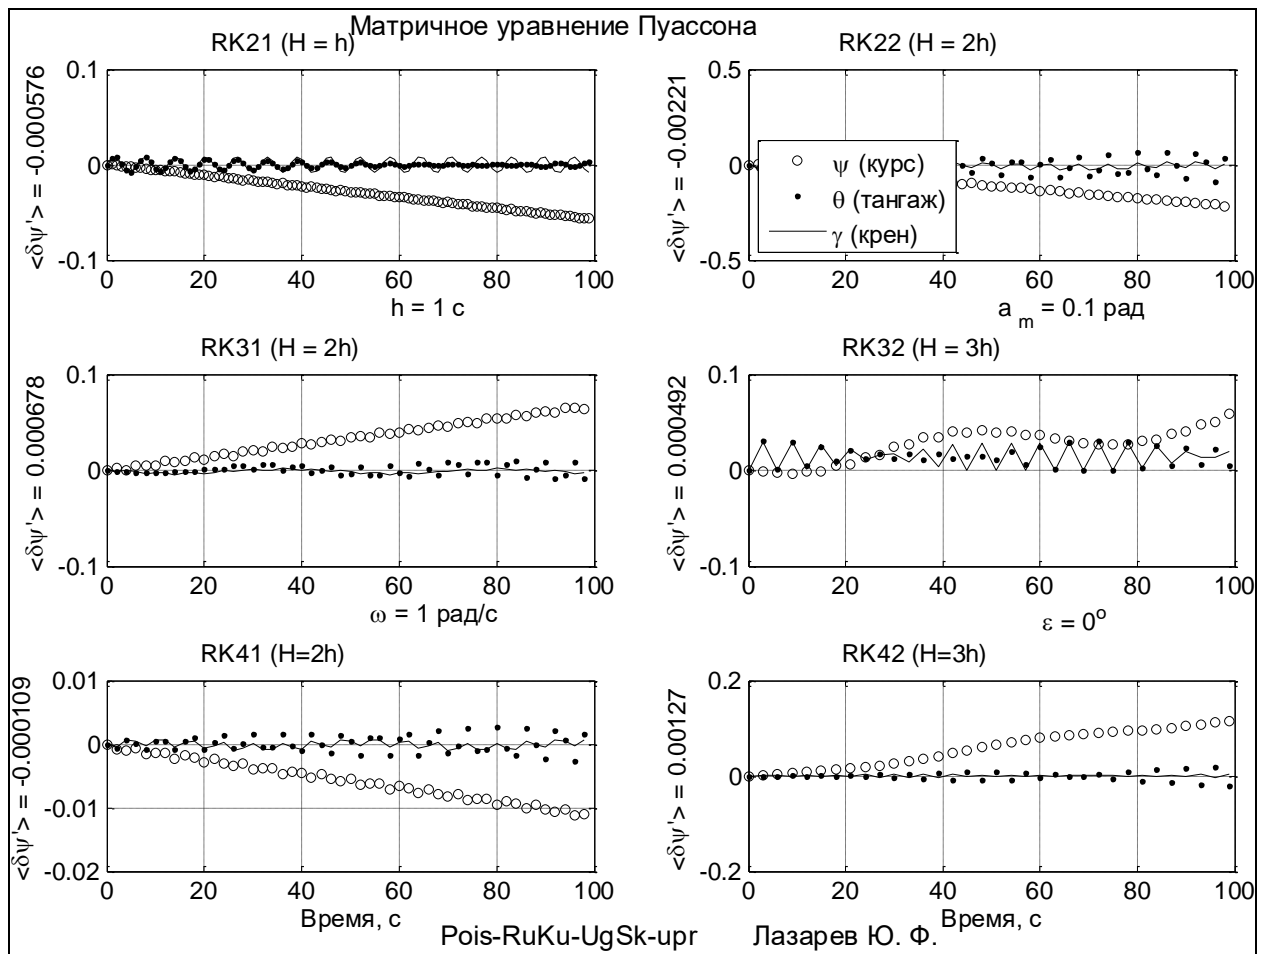 Матричное уравнение Пуассона
RK21 (H = h)
RK22 (H = 2h)
<δψ'> = -0.000576
0.1
0
-0.1
0 20 40 60 80 100
h = 1 с
<δψ'> = -0.00221
0.5
0
-0.5
ψ (курс)
θ (тангаж)
γ (крен)
0 20 40 60 80 100
a m = 0.1 рад
RK31 (H = 2h)
RK32 (H = 3h)
<δψ'> = 0.000678
0.1
0
-0.1
0 20 40 60 80 100
ω = 1 рад/с
<δψ'> = 0.000492
0.1
0
-0.1
0 20 40 60 80 100
ε = 0º
RK41 (H=2h)
RK42 (H=3h)
<δψ'> = -0.000109
0.01
0
-0.01
-0.02
0 20 40 60 80 100
Время, с
<δψ'> = 0.00127
0.2
0
-0.2
0 20 40 60 80 100
Время, с
Pois-RuKu-UgSk-upr Лазарев Ю. Ф.